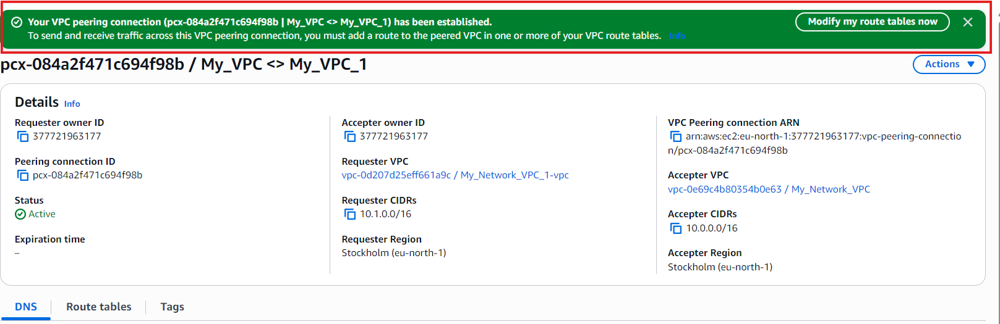 Your VPC peering connection (pcx-084a2f471c694f98b | My_VPC <> My_VPC_1) has been established.
To send and receive traffic across this VPC peering connection, you must add a route to the peered VPC in one or more of your VPC route tables. Info
Modify my route tables now
pcx-084a2f471c694f98b / My_VPC <> My_VPC_1
Actions
Details Info
Requester owner ID
377721963177
Peering connection ID
pcx-084a2f471c694f98b
Status
Active
Expiration time
–
Accepter owner ID
377721963177
Requester VPC
vpc-0d207d25eff661a9c / My_Network_VPC_1-vpc
Requester CIDRs
10.1.0.0/16
Requester Region
Stockholm (eu-north-1)
VPC Peering connection ARN
arn:aws:ec2:eu-north-1:377721963177:vpc-peering-connectio
n/pcx-084a2f471c694f98b
Accepter VPC
vpc-0e69c4b80354b0e63 / My_Network_VPC
Accepter CIDRs
10.0.0.0/16
Accepter Region
Stockholm (eu-north-1)
DNS
Route tables
Tags